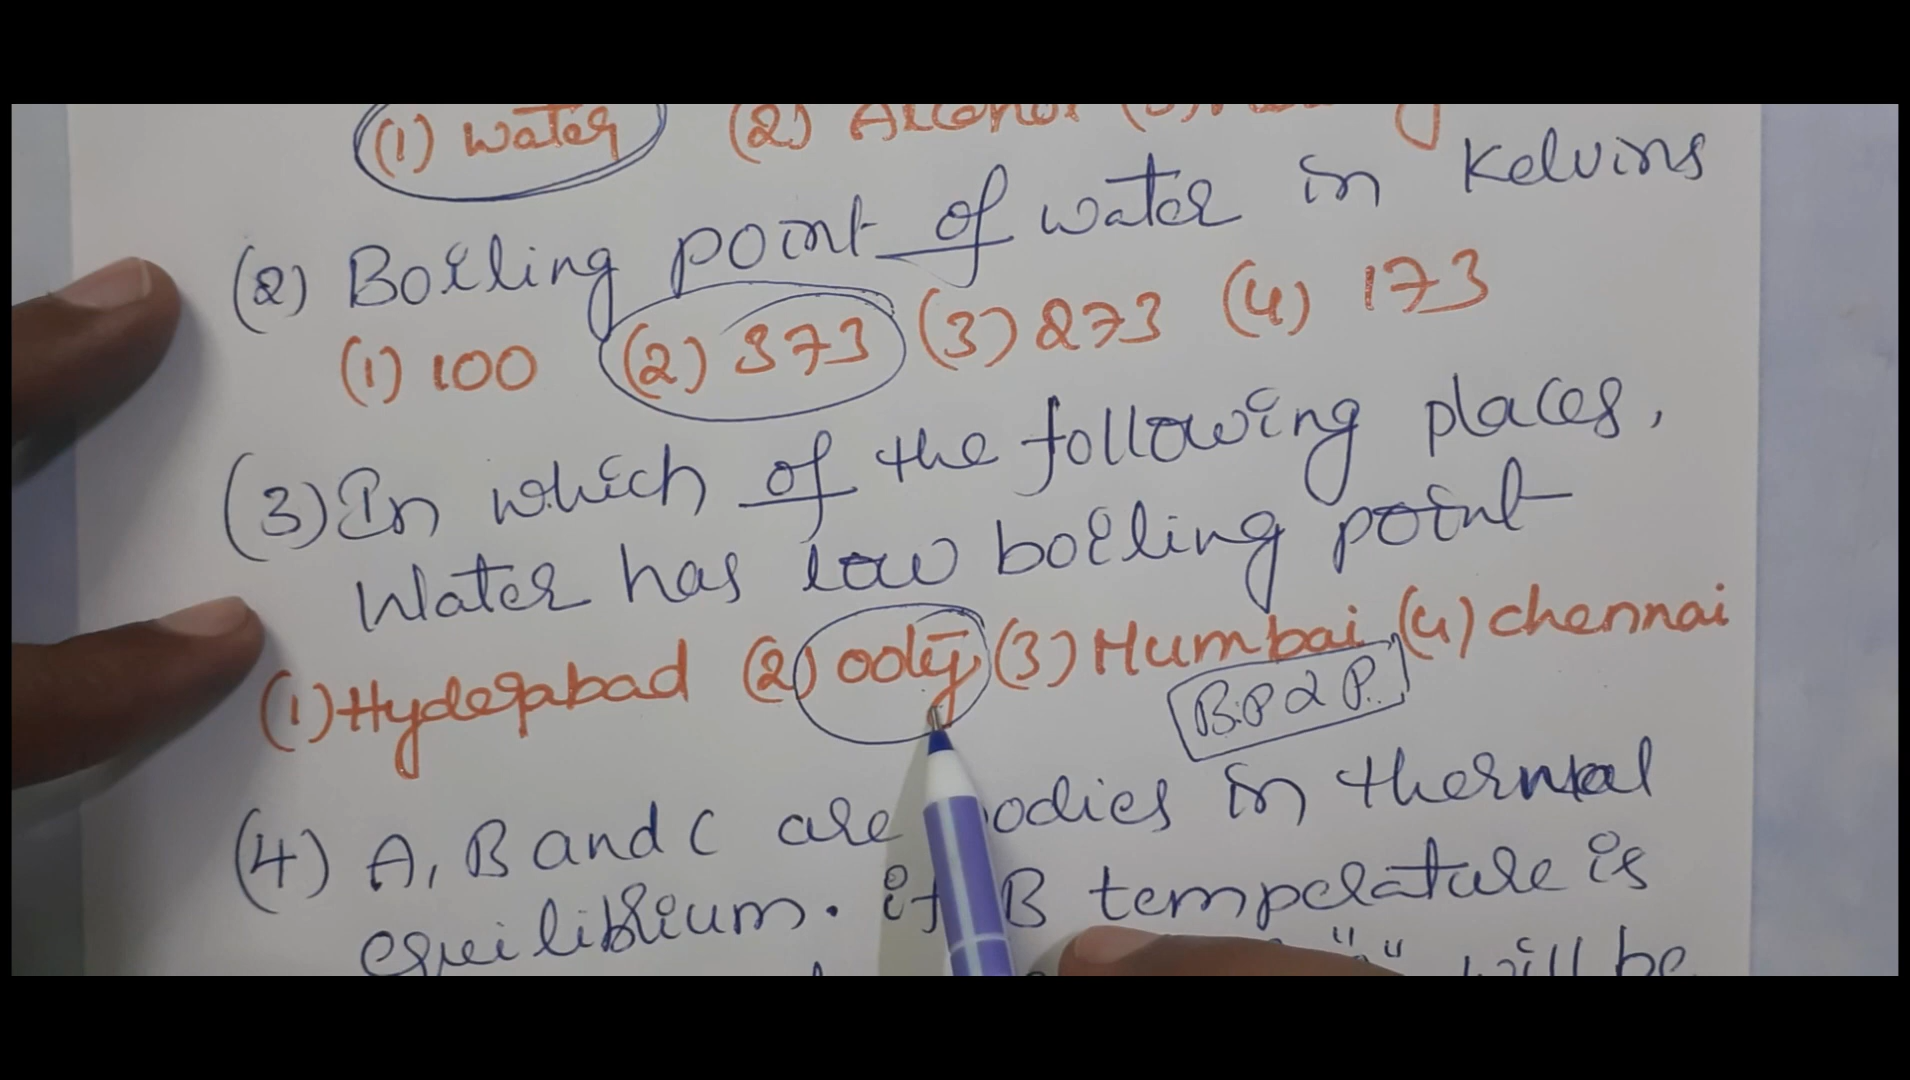 (1) Water (2) Alcohol
(2) Boiling point of water in Kelvins
(1) 100 (2) 373 (3) 273 (4) 173
(3) In which of the following places,
Water has low boiling point
(1) Hyderabad (2) ooty (3) Mumbai (4) chennai
B.P α P.
(4) A, B and C are bodies in thermal
equilibrium. if B temperature is
will be